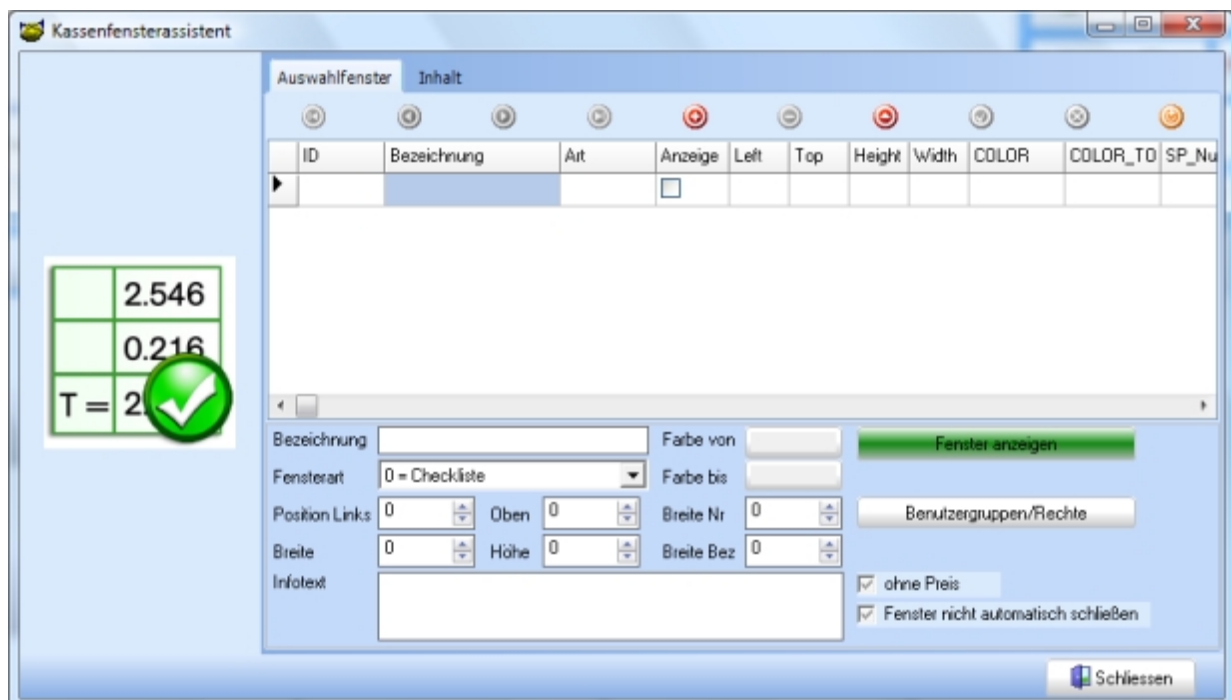 Kassenfensterassistent
Auswahlfenster Inhalt
ID Bezeichnung Art Anzeige Left Top Height Width COLOR COLOR_TO SP_Nu
2.546
0.216
T = 2
Bezeichnung Farbe von Fenster anzeigen
Fensterart 0 = Checkliste Farbe bis
Position Links 0 Oben 0 Breite Nr 0 Benutzergruppen/Rechte
Breite 0 Höhe 0 Breite Bez 0
Infotext ohne Preis
Fenster nicht automatisch schließen
Schliessen